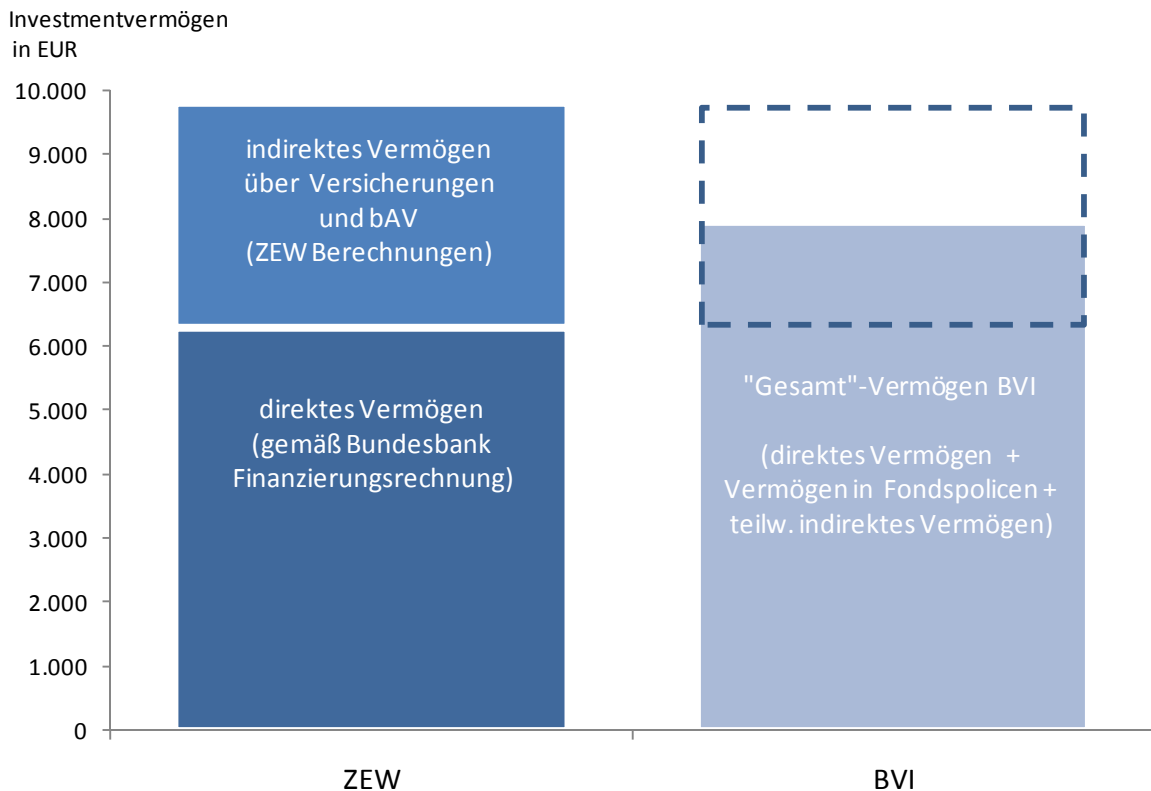 Investmentvermögen
in EUR
10.000
9.000
8.000
7.000
6.000
5.000
4.000
3.000
2.000
1.000
0
indirektes Vermögen
über Versicherungen
und bAV
(ZEW Berechnungen)
direktes Vermögen
(gemäß Bundesbank
Finanzierungsrechnung)
"Gesamt"-Vermögen BVI
(direktes Vermögen +
Vermögen in Fondspolicen +
teilw. indirektes Vermögen)
ZEW
BVI